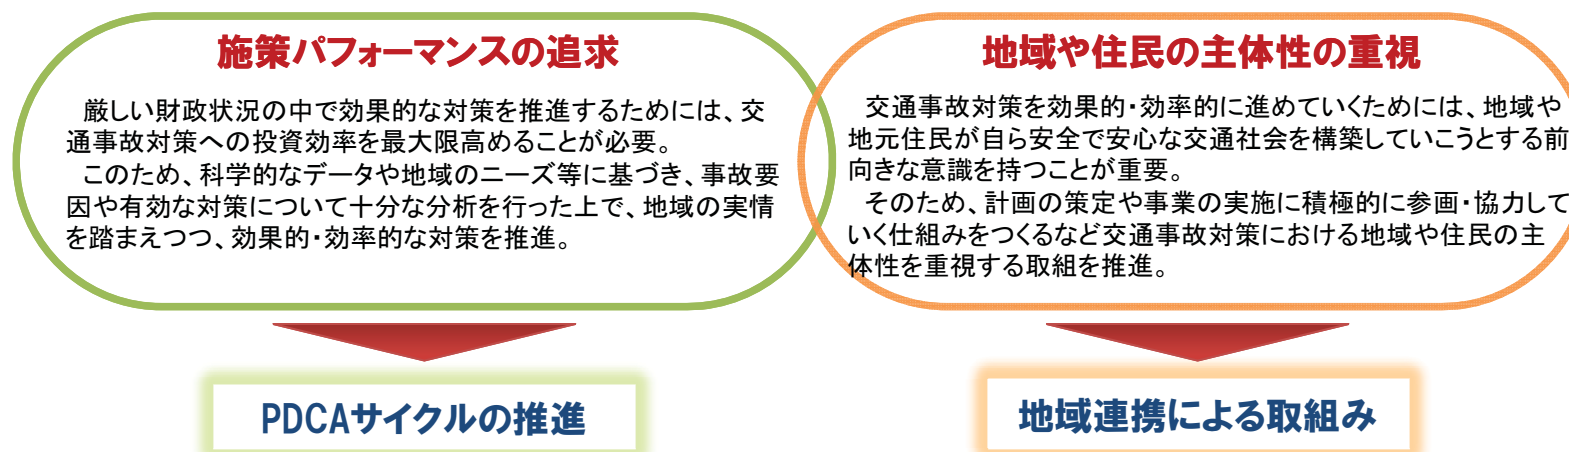 施策パフォーマンスの追求
厳しい財政状況の中で効果的な対策を推進するためには、交
通事故対策への投資効率を最大限高めることが必要。
このため、科学的なデータや地域のニーズ等に基づき、事故要
因や有効な対策について十分な分析を行った上で、地域の実情
を踏まえつつ、効果的・効率的な対策を推進。
PDCAサイクルの推進
地域や住民の主体性の重視
交通事故対策を効果的・効率的に進めていくためには、地域や
地元住民が自ら安全で安心な交通社会を構築していこうとする前
向きな意識を持つことが重要。
そのため、計画の策定や事業の実施に積極的に参画・協力して
いく仕組みをつくるなど交通事故対策における地域や住民の主
体性を重視する取組を推進。
地域連携による取組み